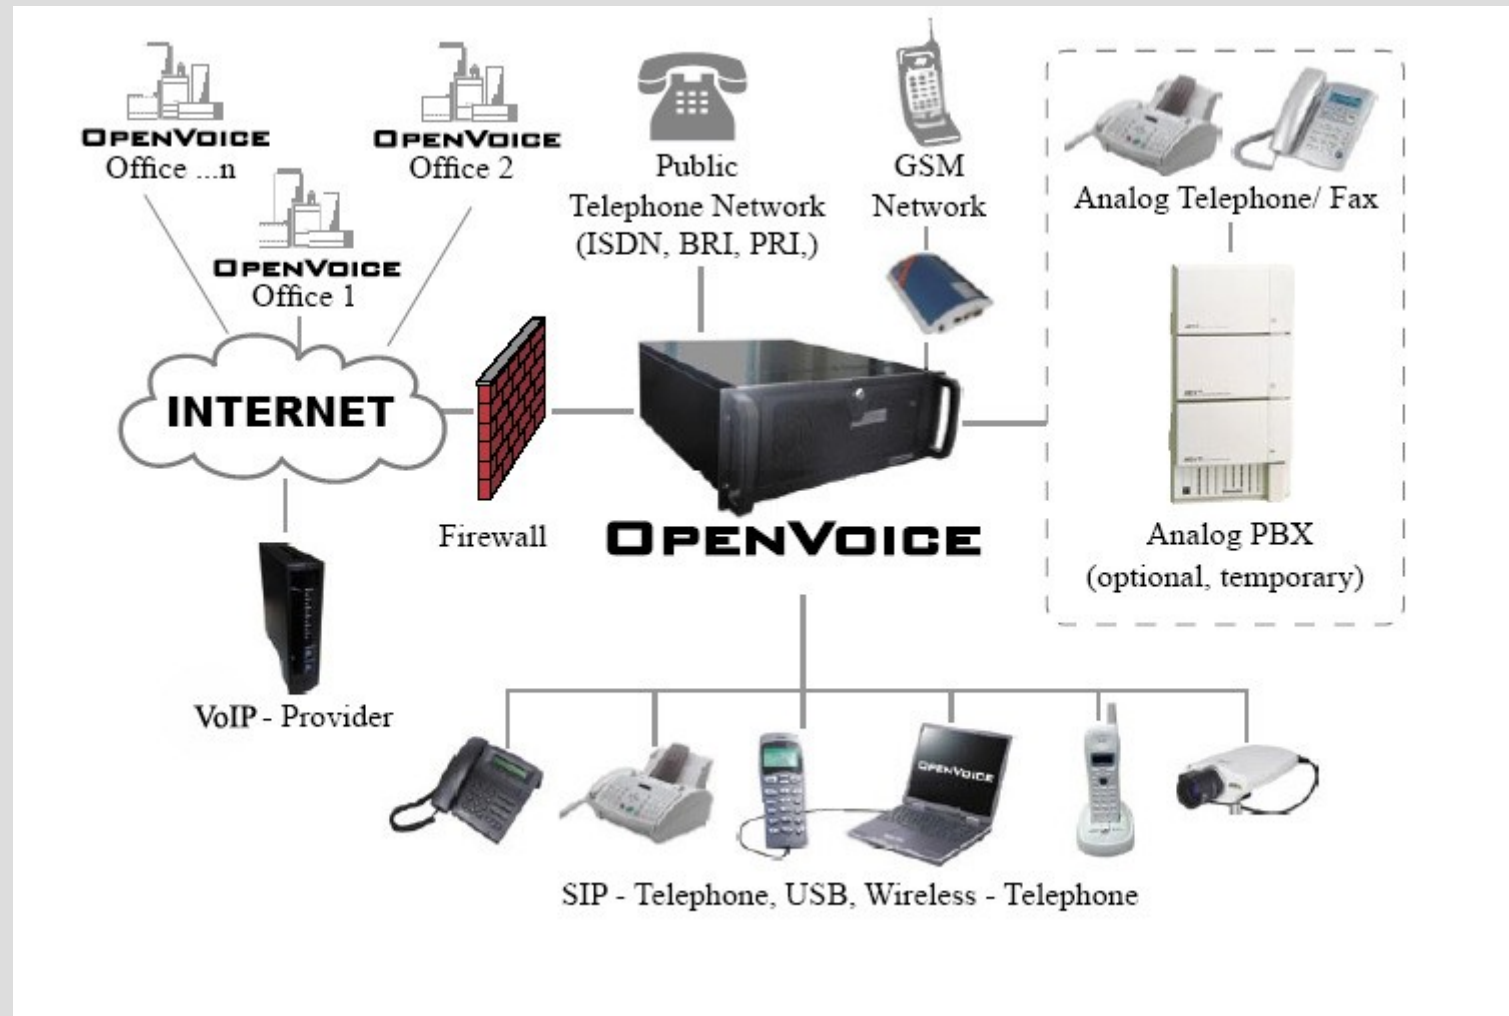 OPENVOICE
Office ...n
OPENVOICE
Office 2
OPENVOICE
Office 1
Public
Telephone Network
(ISDN, BRI, PRI,)
GSM
Network
Analog Telephone/ Fax
INTERNET
Firewall
OPENVOICE
Analog PBX
(optional, temporary)
VoIP - Provider
OPENVOICE
SIP - Telephone, USB, Wireless - Telephone